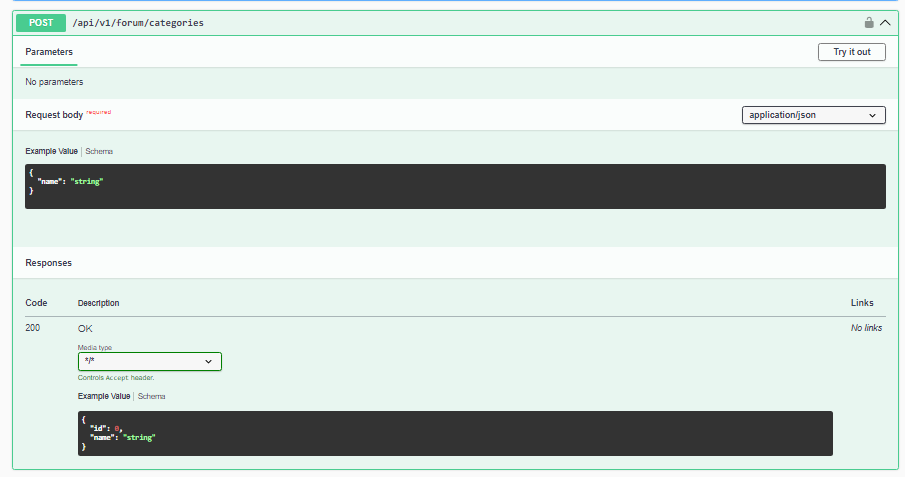 POST /api/v1/forum/categories
Parameters
Try it out
No parameters
Request body required
application/json
Example Value | Schema
{
  "name": "string"
}
Responses
Code Description Links
200 OK No links
Media type
*/*
Controls Accept header.
Example Value | Schema
{
  "id": 0,
  "name": "string"
}